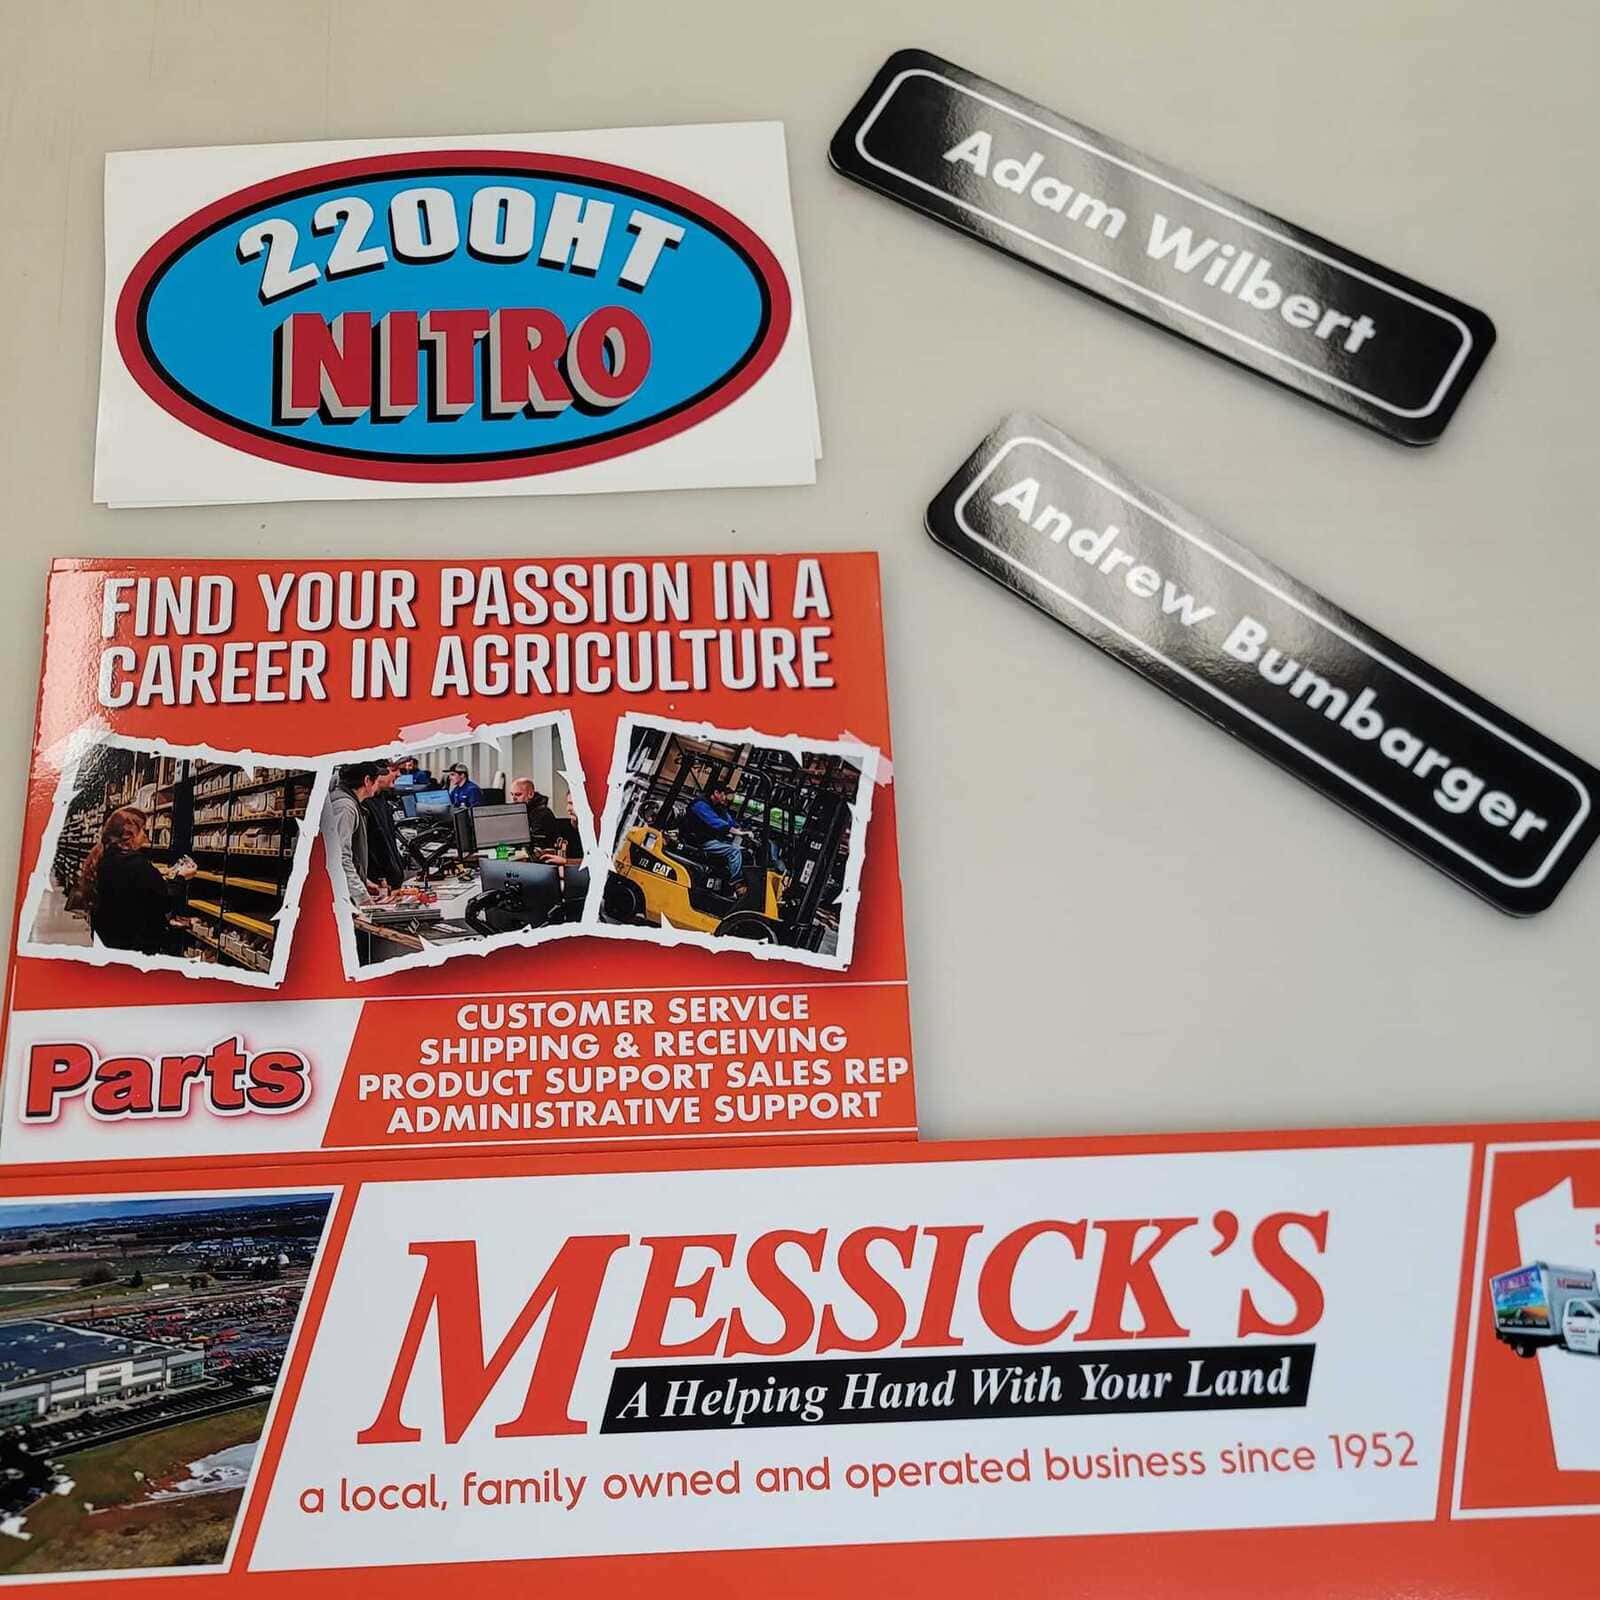 2200HT
NITRO
Adam Wilbert
Andrew Bumbarger
FIND YOUR PASSION IN A
CAREER IN AGRICULTURE
CAT
Parts
CUSTOMER SERVICE
SHIPPING & RECEIVING
PRODUCT SUPPORT SALES REP
ADMINISTRATIVE SUPPORT
MESSICK'S
A Helping Hand With Your Land
a local, family owned and operated business since 1952